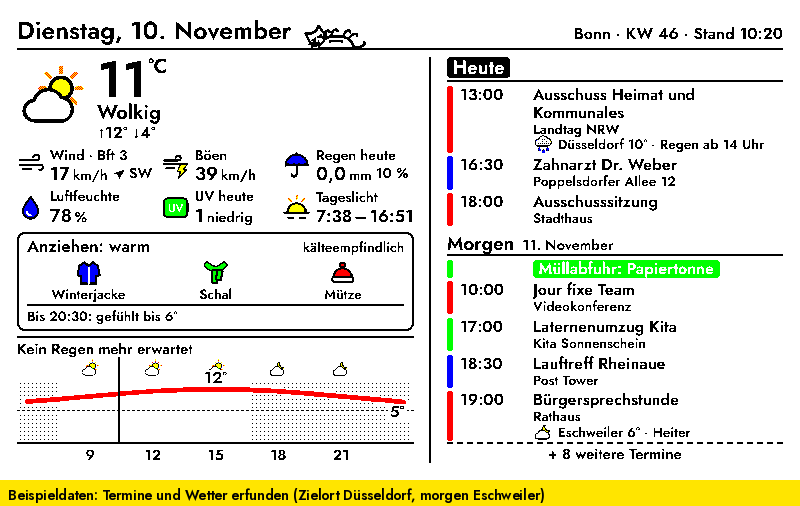 Dienstag, 10. November
Bonn · KW 46 · Stand 10:20
11°C
Wolkig
↑12° ↓4°
Wind · Bft 3
17 km/h SW
Böen
39 km/h
Regen heute
0,0 mm 10 %
Luftfeuchte
78 %
UV
UV heute
1 niedrig
Tageslicht
7:38 – 16:51
Anziehen: warm
kälteempfindlich
Winterjacke
Schal
Mütze
Bis 20:30: gefühlt bis 6°
Kein Regen mehr erwartet
12°
5°
9 12 15 18 21
Heute
13:00 Ausschuss Heimat und
Kommunales
Landtag NRW
Düsseldorf 10° · Regen ab 14 Uhr
16:30 Zahnarzt Dr. Weber
Poppelsdorfer Allee 12
18:00 Ausschusssitzung
Stadthaus
Morgen 11. November
Müllabfuhr: Papiertonne
10:00 Jour fixe Team
Videokonferenz
17:00 Laternenumzug Kita
Kita Sonnenschein
18:30 Lauftreff Rheinaue
Post Tower
19:00 Bürgersprechstunde
Rathaus
Eschweiler 6° · Heiter
+ 8 weitere Termine
Beispieldaten: Termine und Wetter erfunden (Zielort Düsseldorf, morgen Eschweiler)